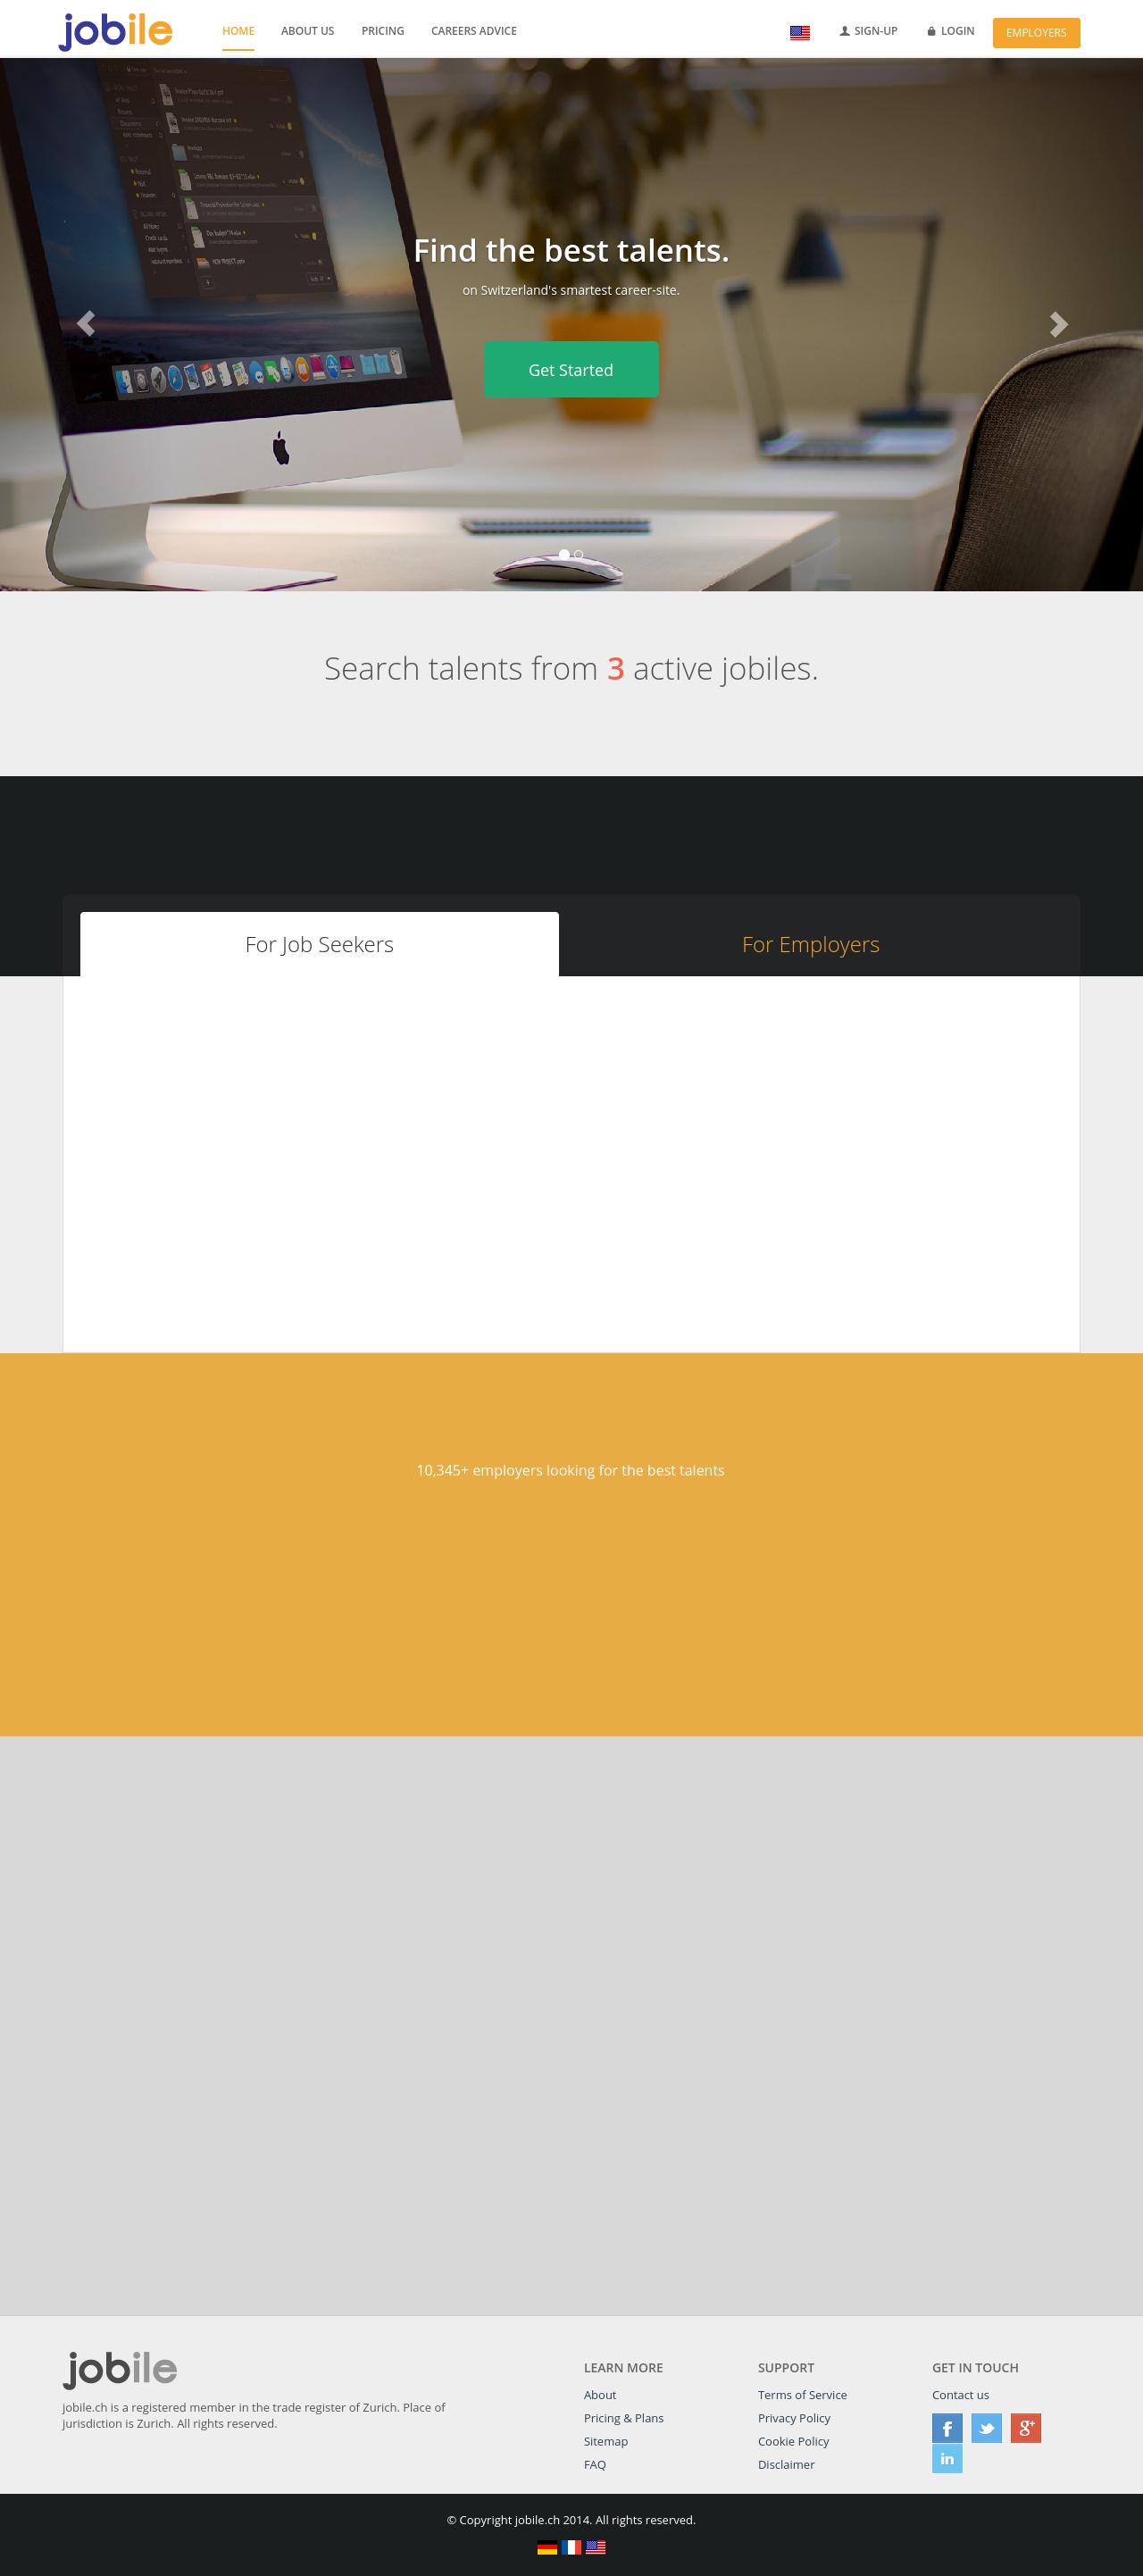 jobile
HOME ABOUT US PRICING CAREERS ADVICE SIGN-UP LOGIN EMPLOYERS
Find the best talents.
on Switzerland's smartest career-site.
Get Started
Search talents from 3 active jobiles.
For Job Seekers For Employers
10,345+ employers looking for the best talents
jobile
jobile.ch is a registered member in the trade register of Zurich. Place of
jurisdiction is Zurich. All rights reserved.
LEARN MORE
About
Pricing & Plans
Sitemap
FAQ
SUPPORT
Terms of Service
Privacy Policy
Cookie Policy
Disclaimer
GET IN TOUCH
Contact us
© Copyright jobile.ch 2014. All rights reserved.